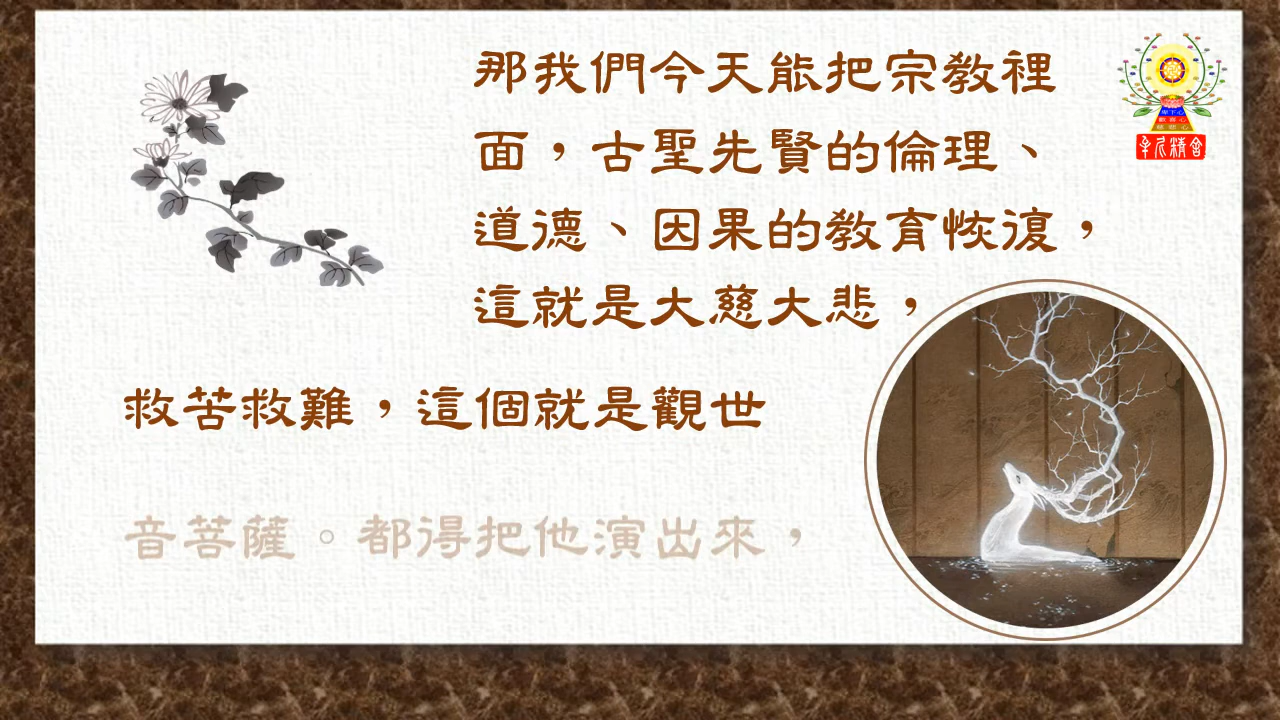 那我們今天能把宗教裡
面，古聖先賢的倫理、
道德、因果的教育恢復，
這就是大慈大悲，
救苦救難，這個就是觀世
音菩薩。都得把他演出來，